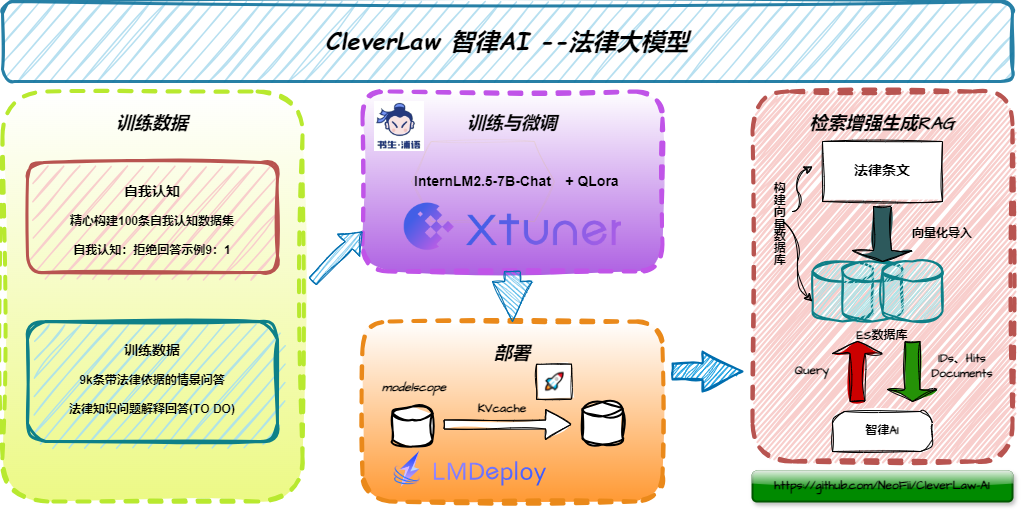 CleverLaw 智律AI --法律大模型
训练数据
自我认知
精心构建100条自我认知数据集
自我认知：拒绝回答示例9：1
训练数据
9k条带法律依据的情景问答
法律知识问题解释回答(TO DO)
书生·浦语
训练与微调
InternLM2.5-7B-Chat + QLora
Xtuner
部署
modelscope
KVcache
LMDeploy
检索增强生成RAG
法律条文
构建向量数据库
向量化导入
ES数据库
Query
IDs、Hits
Documents
智律AI
https://github.com/NeoFii/CleverLaw-Ai